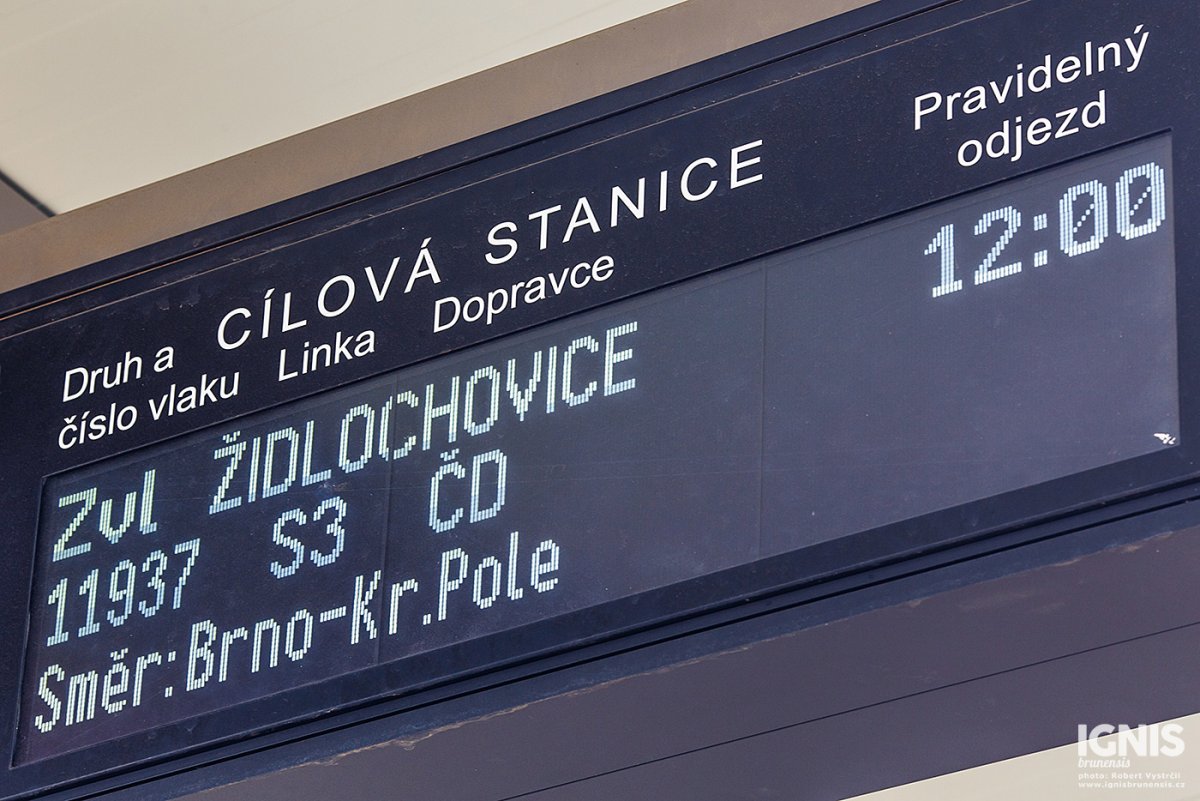 Druh a CÍLOVÁ STANICE Pravidelný
číslo vlaku Linka Dopravce odjezd
Zvl ŽIDLOCHOVICE 12:00
11937 S3 ČD
Směr:Brno-Kr.Pole
IGNIS
brunensis
photo: Robert Vystrčil
www.ignisbrunensis.cz